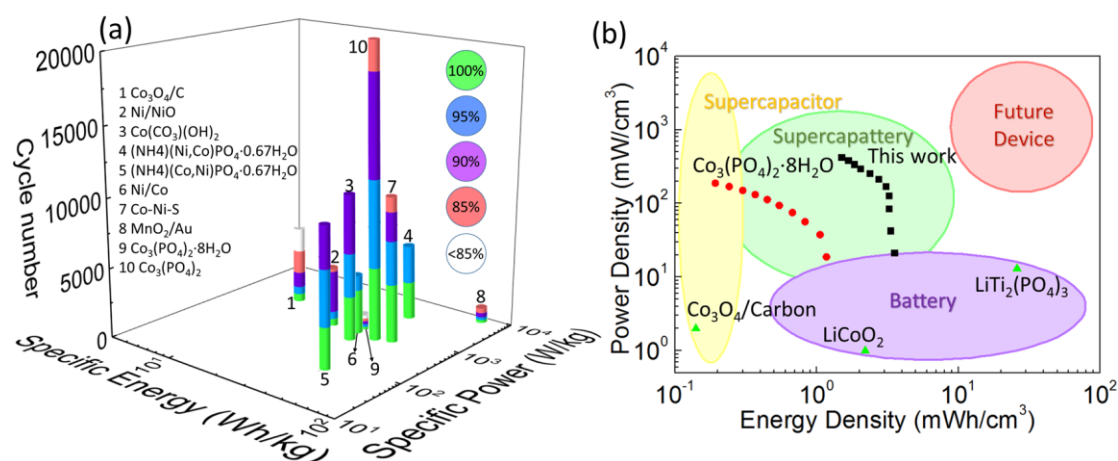 (a)
20000
15000
10000
5000
0
Cycle number
1 Co₃O₄/C
2 Ni/NiO
3 Co(CO₃)(OH)₂
4 (NH4)(Ni,Co)PO₄·0.67H₂O
5 (NH4)(Co,Ni)PO₄·0.67H₂O
6 Ni/Co
7 Co-Ni-S
8 MnO₂/Au
9 Co₃(PO₄)₂·8H₂O
10 Co₃(PO₄)₂
100%
95%
90%
85%
<85%
10
3
7
4
2
1
8
6
9
5
10¹
10²
Specific Energy (Wh/kg)
10¹
10²
10³
10⁴
Specific Power (W/kg)
(b)
10⁴
10³
10²
10¹
10⁰
Power Density (mW/cm³)
Supercapacitor
Supercapattery
Future
Device
This work
Co₃(PO₄)₂·8H₂O
Battery
LiTi₂(PO₄)₃
Co₃O₄/Carbon
LiCoO₂
10⁻¹
10⁰
10¹
10²
Energy Density (mWh/cm³)